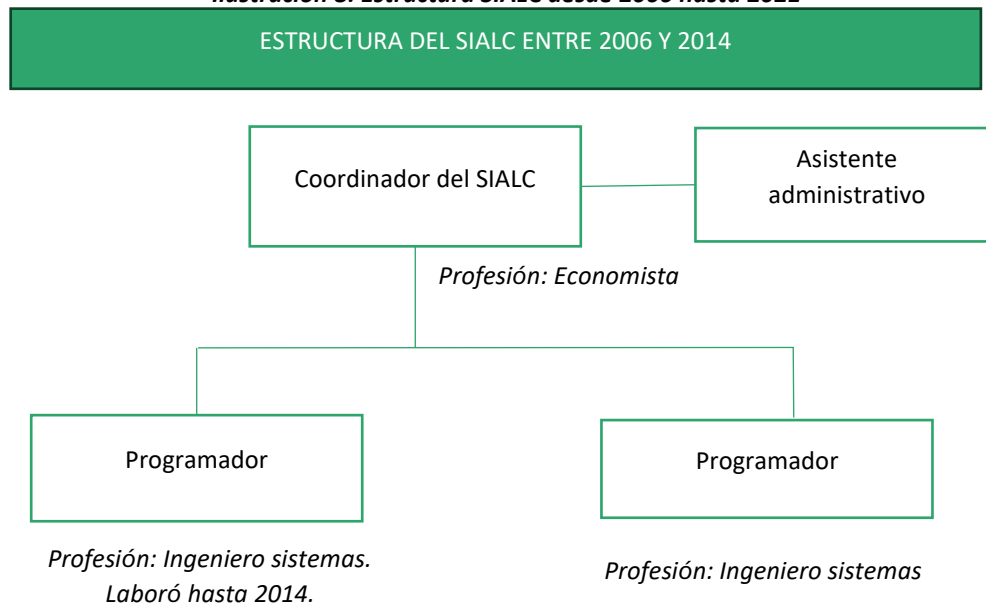 ESTRUCTURA DEL SIALC ENTRE 2006 Y 2014
Coordinador del SIALC
Asistente
administrativo
Profesión: Economista
Programador
Programador
Profesión: Ingeniero sistemas.
Laboró hasta 2014.
Profesión: Ingeniero sistemas